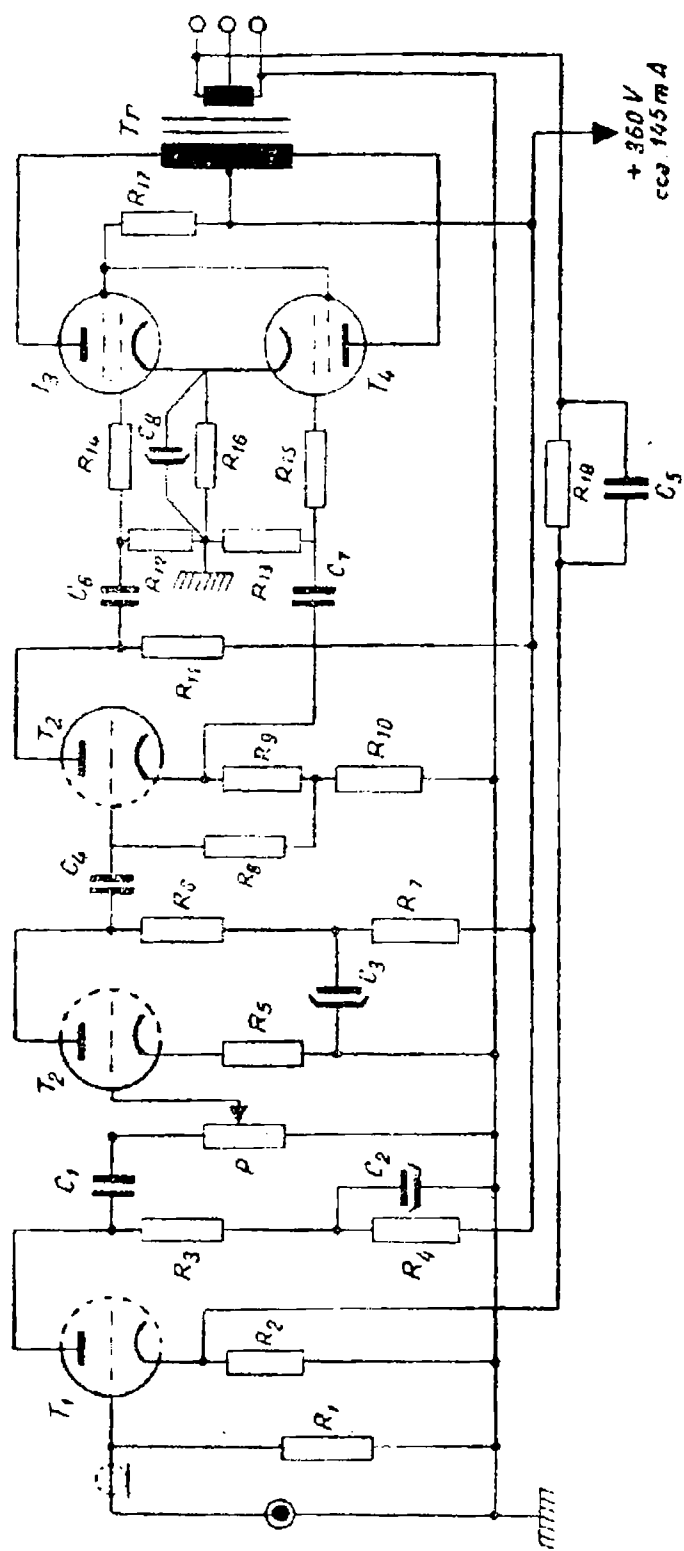 T1
R1
R2
R3
R4
C2
C1
P
T2
R5
C3
R6
R7
C4
R8
T2
R9
R10
R11
C6
C7
R12
R13
R14
C8
R16
R15
T3
T4
R17
Tr
R18
C5
+ 360 V
cca. 145 mA